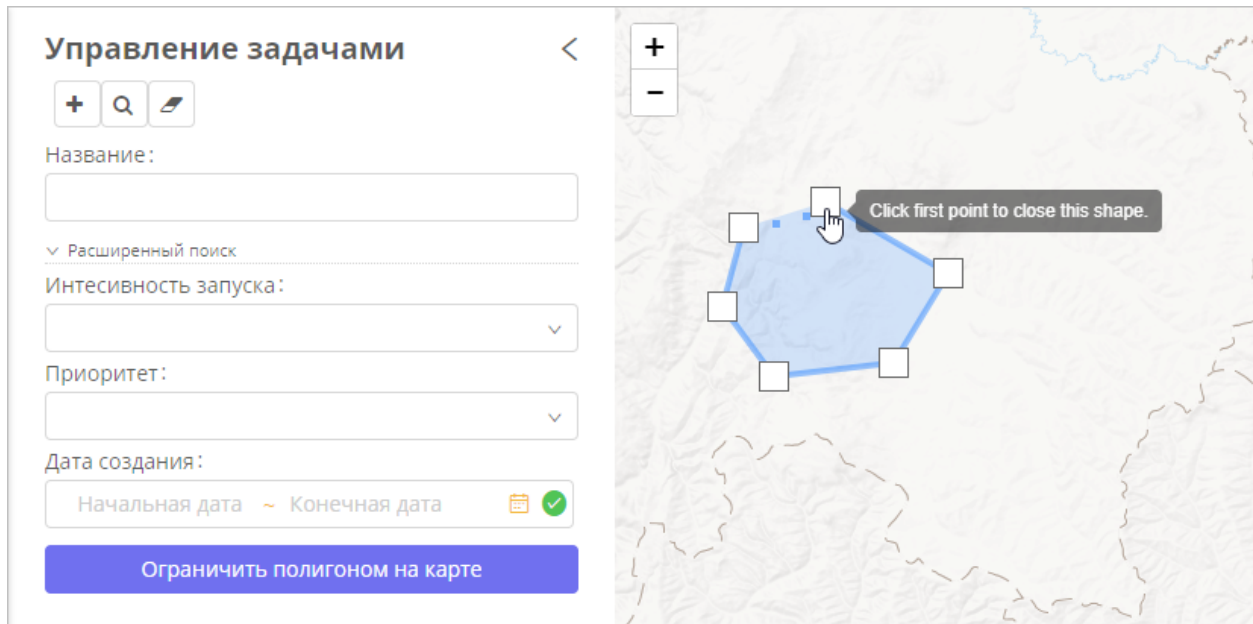 Управление задачами
Название:
Расширенный поиск
Интесивность запуска:
Приоритет:
Дата создания:
Начальная дата ~ Конечная дата
Ограничить полигоном на карте
+
−
Click first point to close this shape.